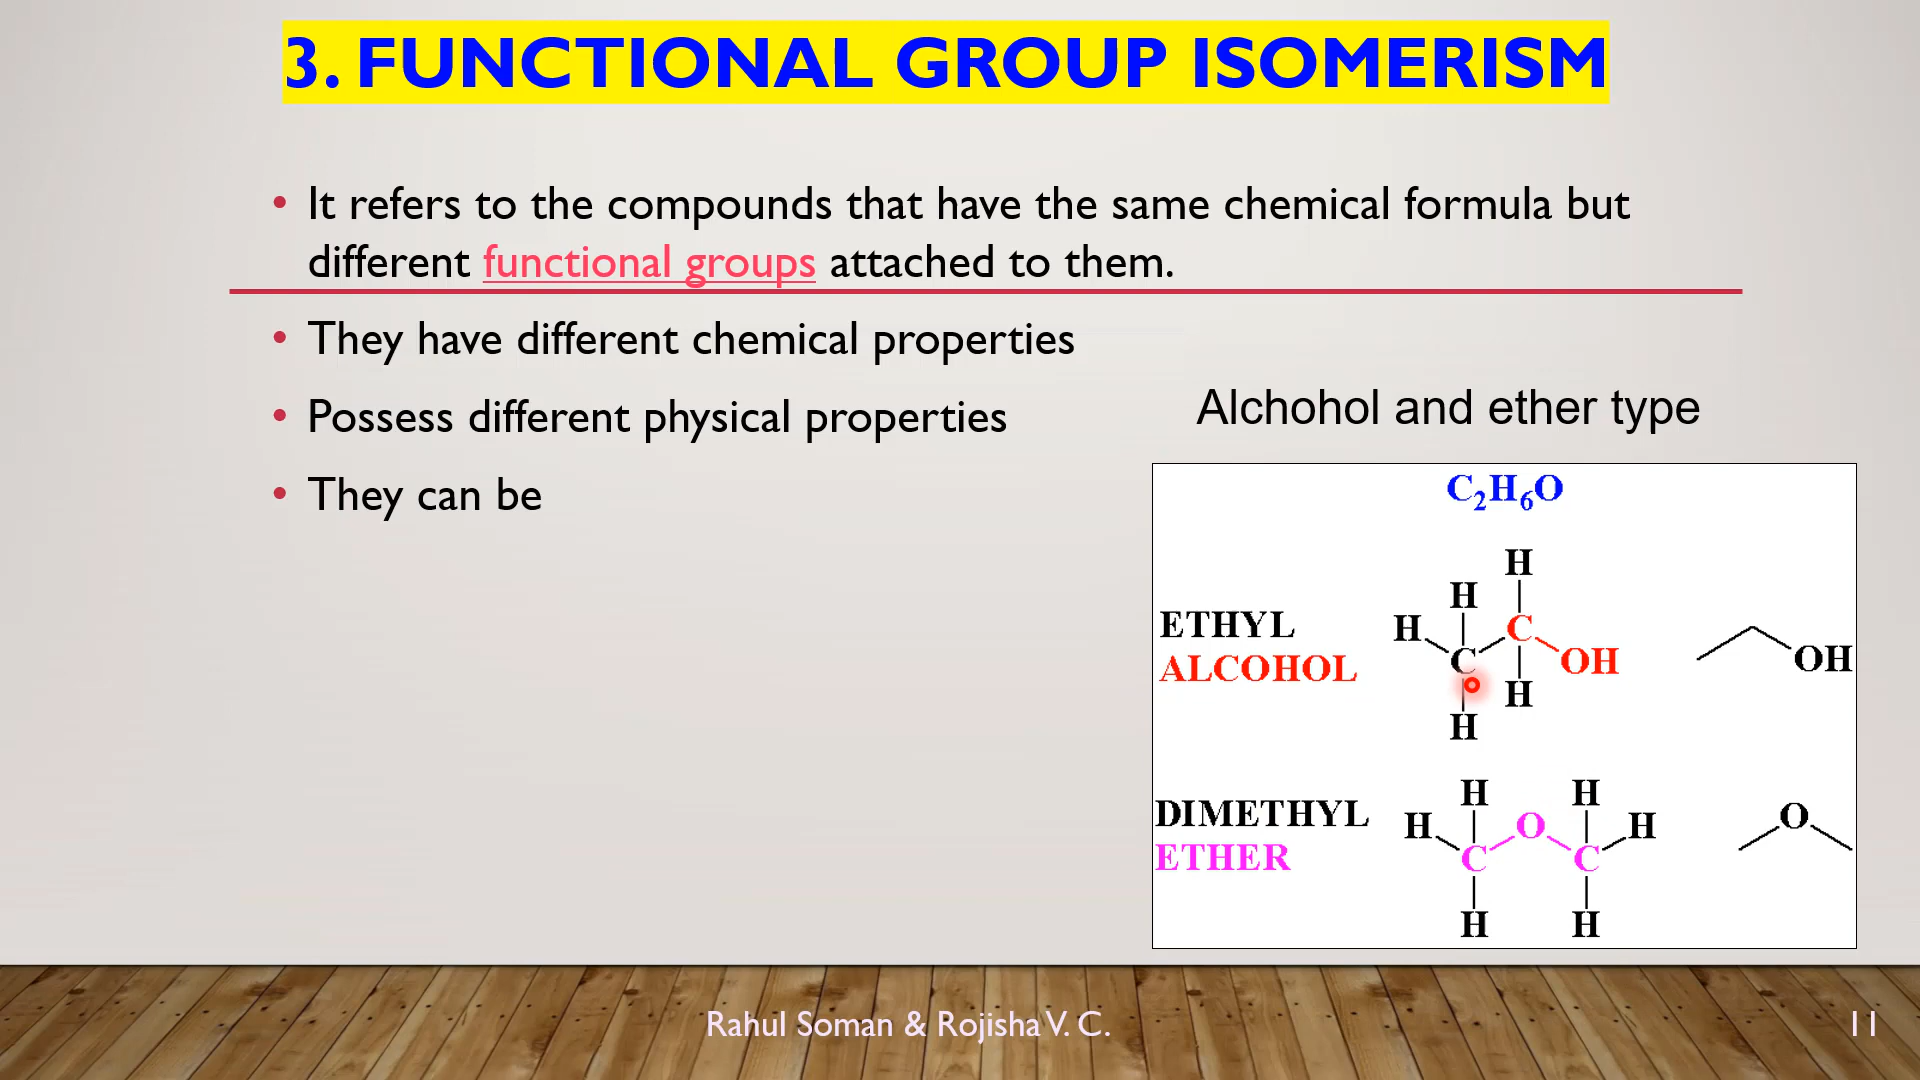 3. FUNCTIONAL GROUP ISOMERISM
• It refers to the compounds that have the same chemical formula but
different functional groups attached to them.
• They have different chemical properties
• Possess different physical properties
• They can be
Alchohol and ether type
C₂H₆O
H
H
H C
ETHYL
C OH OH
ALCOHOL
H
H
H H
DIMETHYL
H O H O
ETHER
C C
H H
Rahul Soman & Rojisha V. C.
11